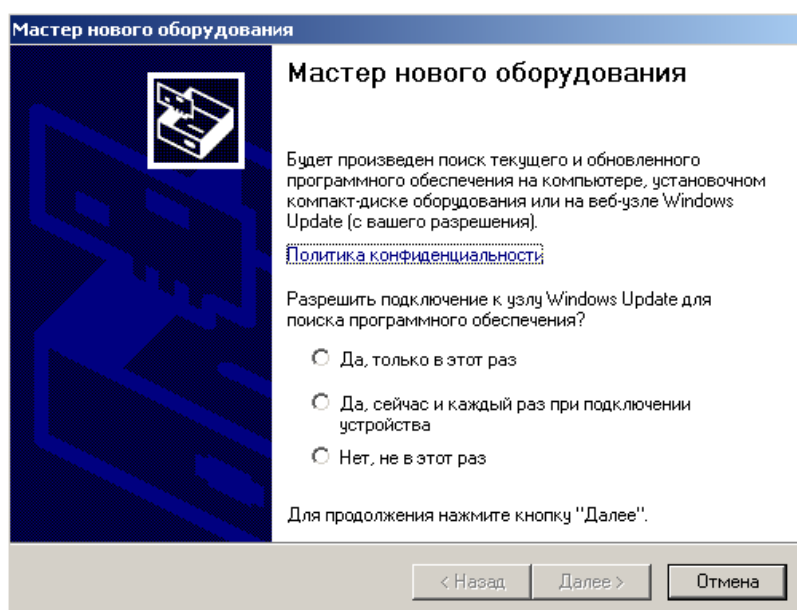 Мастер нового оборудования
Мастер нового оборудования
Будет произведен поиск текущего и обновленного
программного обеспечения на компьютере, установочном
компакт-диске оборудования или на веб-узле Windows
Update (с вашего разрешения).
Политика конфиденциальности
Разрешить подключение к узлу Windows Update для
поиска программного обеспечения?
Да, только в этот раз
Да, сейчас и каждый раз при подключении
устройства
Нет, не в этот раз
Для продолжения нажмите кнопку "Далее".
< Назад Далее > Отмена